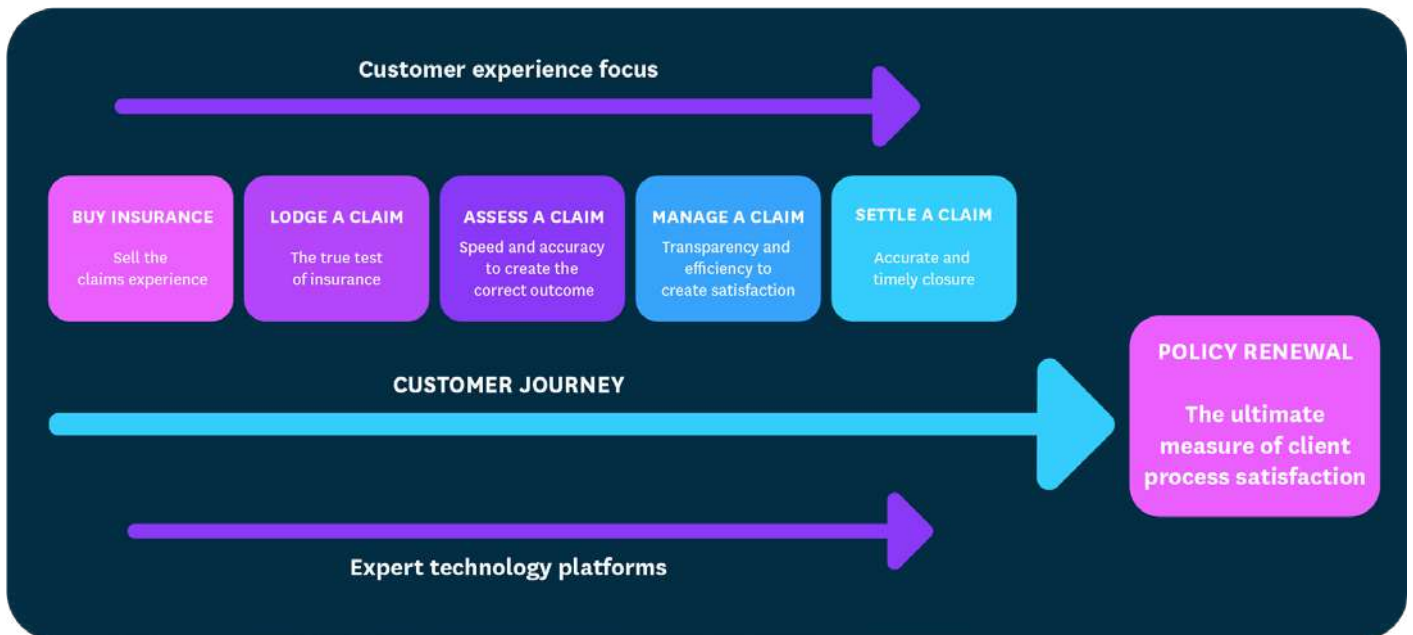 Customer experience focus
BUY INSURANCE
Sell the
claims experience
LODGE A CLAIM
The true test
of insurance
ASSESS A CLAIM
Speed and accuracy
to create the
correct outcome
MANAGE A CLAIM
Transparency and
efficiency to
create satisfaction
SETTLE A CLAIM
Accurate and
timely closure
CUSTOMER JOURNEY
POLICY RENEWAL
The ultimate
measure of client
process satisfaction
Expert technology platforms